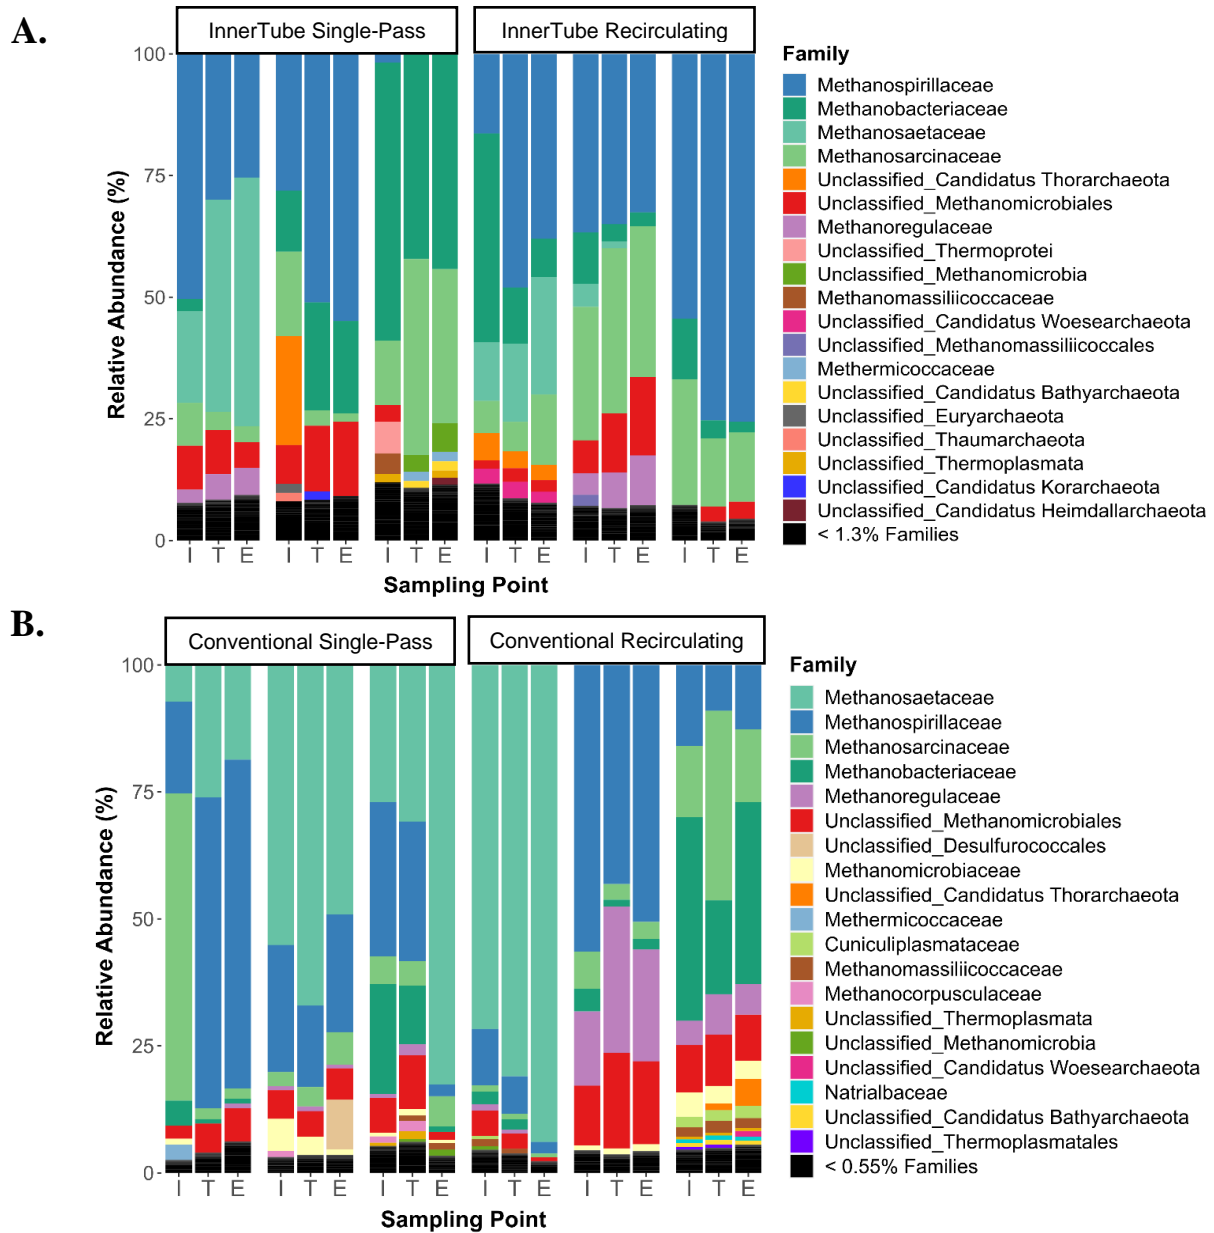 A.
InnerTube Single-Pass
InnerTube Recirculating
100
75
50
25
0
Relative Abundance (%)
I T E I T E I T E I T E I T E I T E
Sampling Point
Family
Methanospirillaceae
Methanobacteriaceae
Methanosaetaceae
Methanosarcinaceae
Unclassified_Candidatus Thorarchaeota
Unclassified_Methanomicrobiales
Methanoregulaceae
Unclassified_Thermoprotei
Unclassified_Methanomicrobia
Methanomassiliicoccaceae
Unclassified_Candidatus Woesearchaeota
Unclassified_Methanomassiliicoccales
Methermicoccaceae
Unclassified_Candidatus Bathyarchaeota
Unclassified_Euryarchaeota
Unclassified_Thaumarchaeota
Unclassified_Thermoplasmata
Unclassified_Candidatus Korarchaeota
Unclassified_Candidatus Heimdallarchaeota
< 1.3% Families
B.
Conventional Single-Pass
Conventional Recirculating
100
75
50
25
0
Relative Abundance (%)
I T E I T E I T E I T E I T E I T E
Sampling Point
Family
Methanosaetaceae
Methanospirillaceae
Methanosarcinaceae
Methanobacteriaceae
Methanoregulaceae
Unclassified_Methanomicrobiales
Unclassified_Desulfurococcales
Methanomicrobiaceae
Unclassified_Candidatus Thorarchaeota
Methermicoccaceae
Cuniculiplasmataceae
Methanomassiliicoccaceae
Methanocorpusculaceae
Unclassified_Thermoplasmata
Unclassified_Methanomicrobia
Unclassified_Candidatus Woesearchaeota
Natrialbaceae
Unclassified_Candidatus Bathyarchaeota
Unclassified_Thermoplasmatales
< 0.55% Families